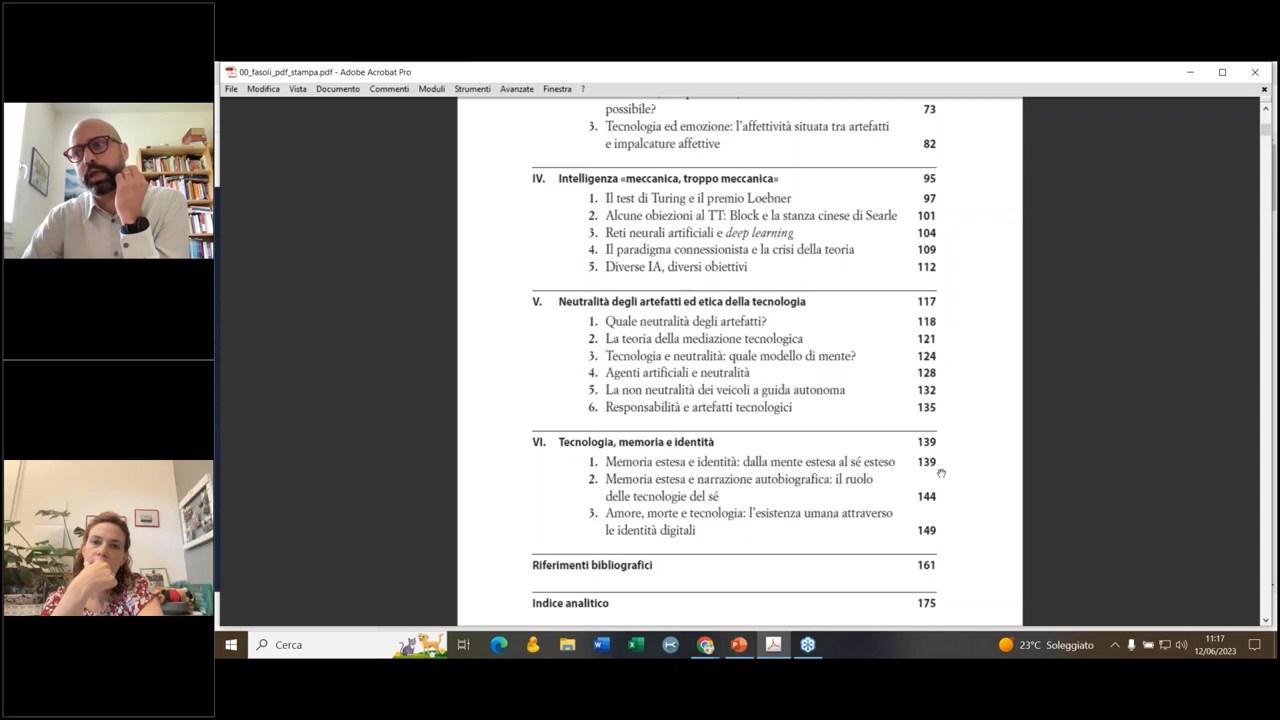 00_fasoli_pdf_stampa.pdf - Adobe Acrobat Pro
File Modifica Vista Documento Commenti Moduli Strumenti Avanzate Finestra ?
possibile? 73
3. Tecnologia ed emozione: l’affettività situata tra artefatti
e impalcature affettive 82
IV. Intelligenza «meccanica, troppo meccanica» 95
1. Il test di Turing e il premio Loebner 97
2. Alcune obiezioni al TT: Block e la stanza cinese di Searle 101
3. Reti neurali artificiali e deep learning 104
4. Il paradigma connessionista e la crisi della teoria 109
5. Diverse IA, diversi obiettivi 112
V. Neutralità degli artefatti ed etica della tecnologia 117
1. Quale neutralità degli artefatti? 118
2. La teoria della mediazione tecnologica 121
3. Tecnologia e neutralità: quale modello di mente? 124
4. Agenti artificiali e neutralità 128
5. La non neutralità dei veicoli a guida autonoma 132
6. Responsabilità e artefatti tecnologici 135
VI. Tecnologia, memoria e identità 139
1. Memoria estesa e identità: dalla mente estesa al sé esteso 139
2. Memoria estesa e narrazione autobiografica: il ruolo
delle tecnologie del sé 144
3. Amore, morte e tecnologia: l’esistenza umana attraverso
le identità digitali 149
Riferimenti bibliografici 161
Indice analitico 175
Cerca
23°C Soleggiato
11:17
12/06/2023